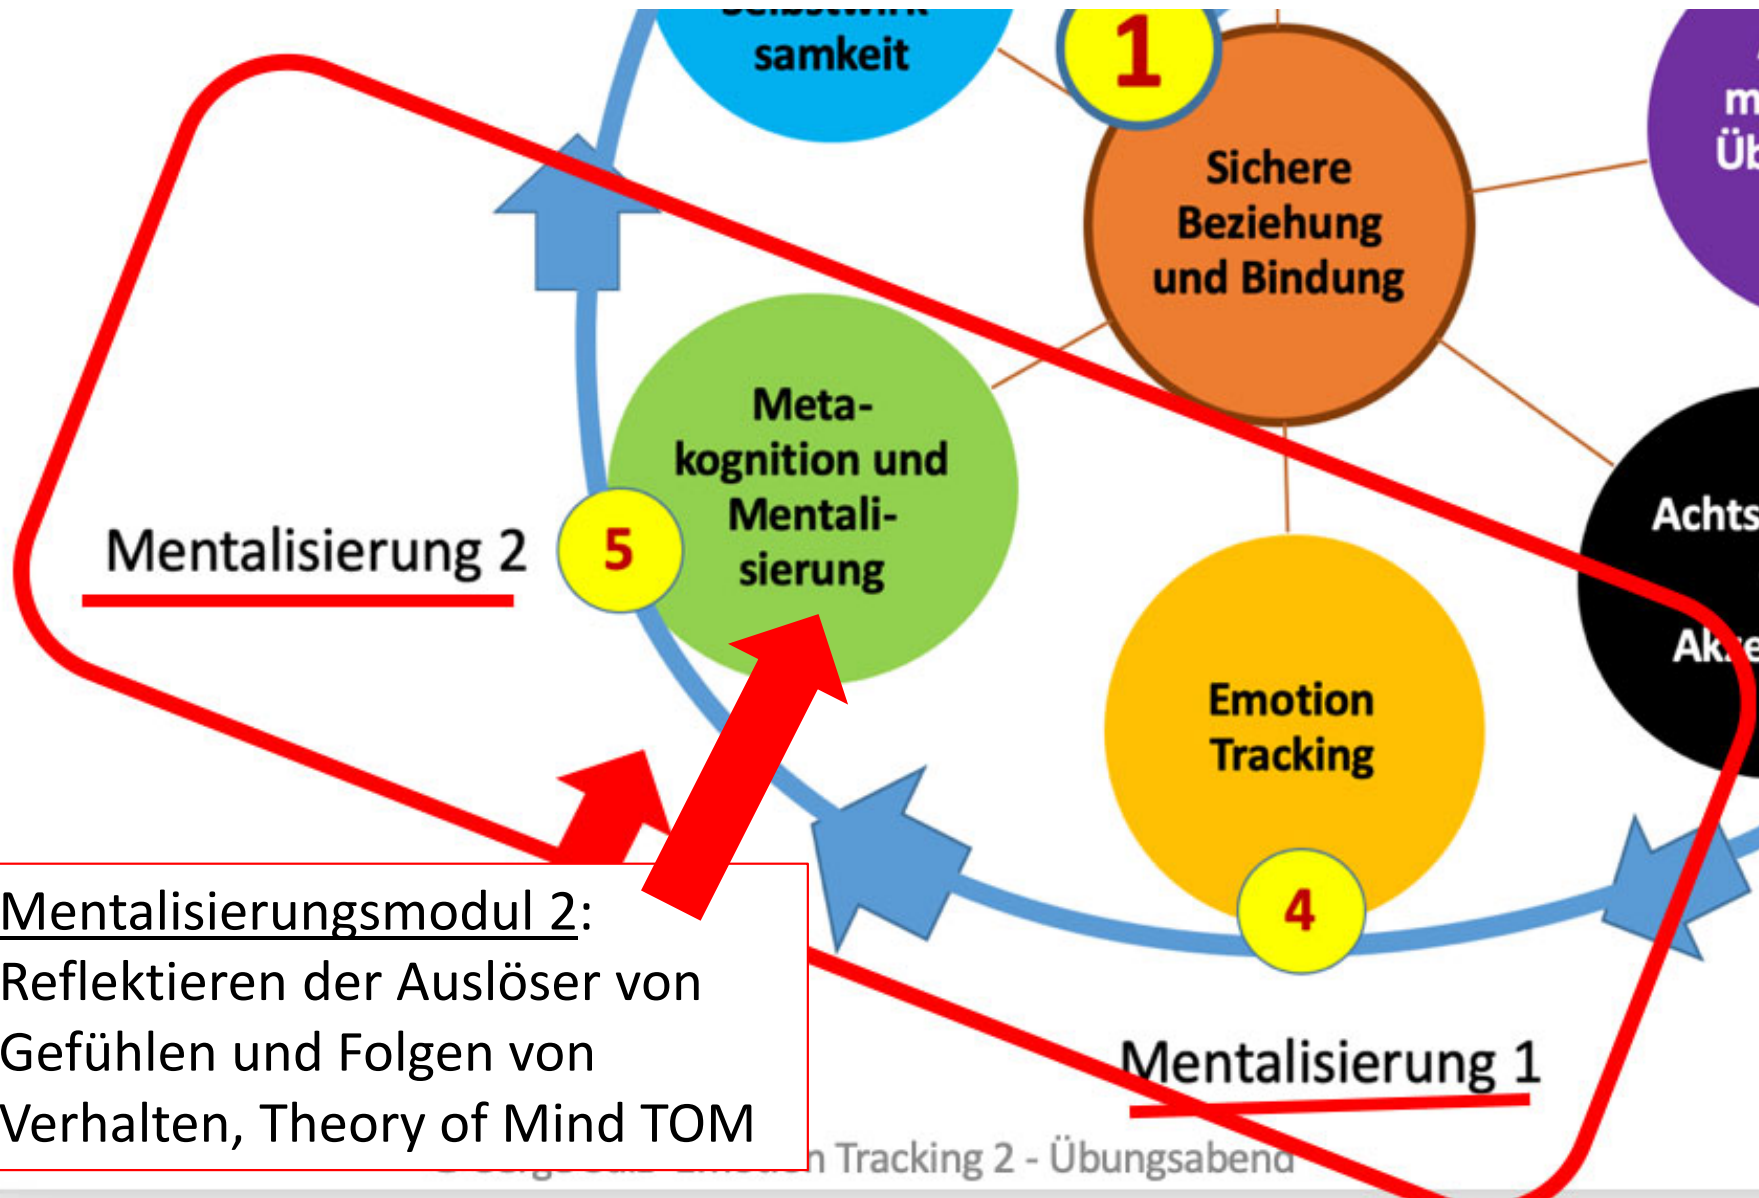 samkeit
1
Sichere
Beziehung
und Bindung
Meta-
kognition und
Mentali-
sierung
Mentalisierung 2
5
Emotion
Tracking
4
Mentalisierung 1
Mentalisierungsmodul 2:
Reflektieren der Auslöser von
Gefühlen und Folgen von
Verhalten, Theory of Mind TOM
Tracking 2 - Übungsabend